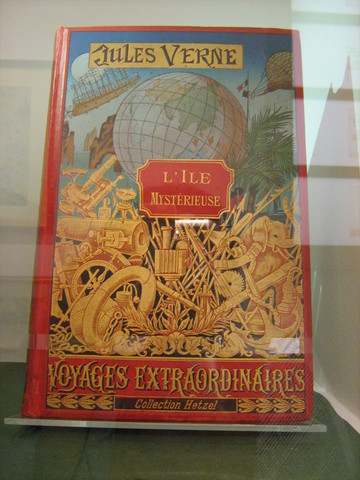 JULES VERNE
L'ILE
MYSTÉRIEUSE
VOYAGES EXTRAORDINAIRES
Collection Hetzel